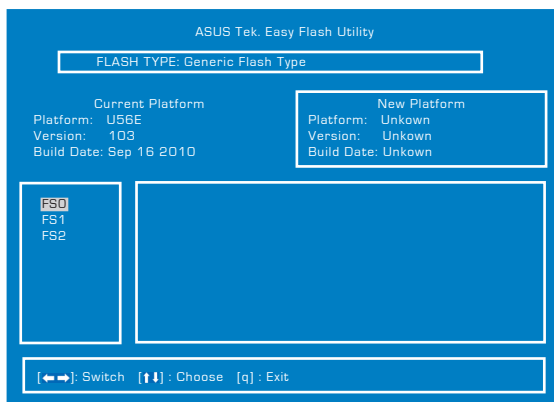 ASUS Tek. Easy Flash Utility
FLASH TYPE: Generic Flash Type
Current Platform
Platform: U56E
Version: 103
Build Date: Sep 16 2010
New Platform
Platform: Unkown
Version: Unkown
Build Date: Unkown
FS0
FS1
FS2
[←→]: Switch [↑↓] : Choose [q] : Exit